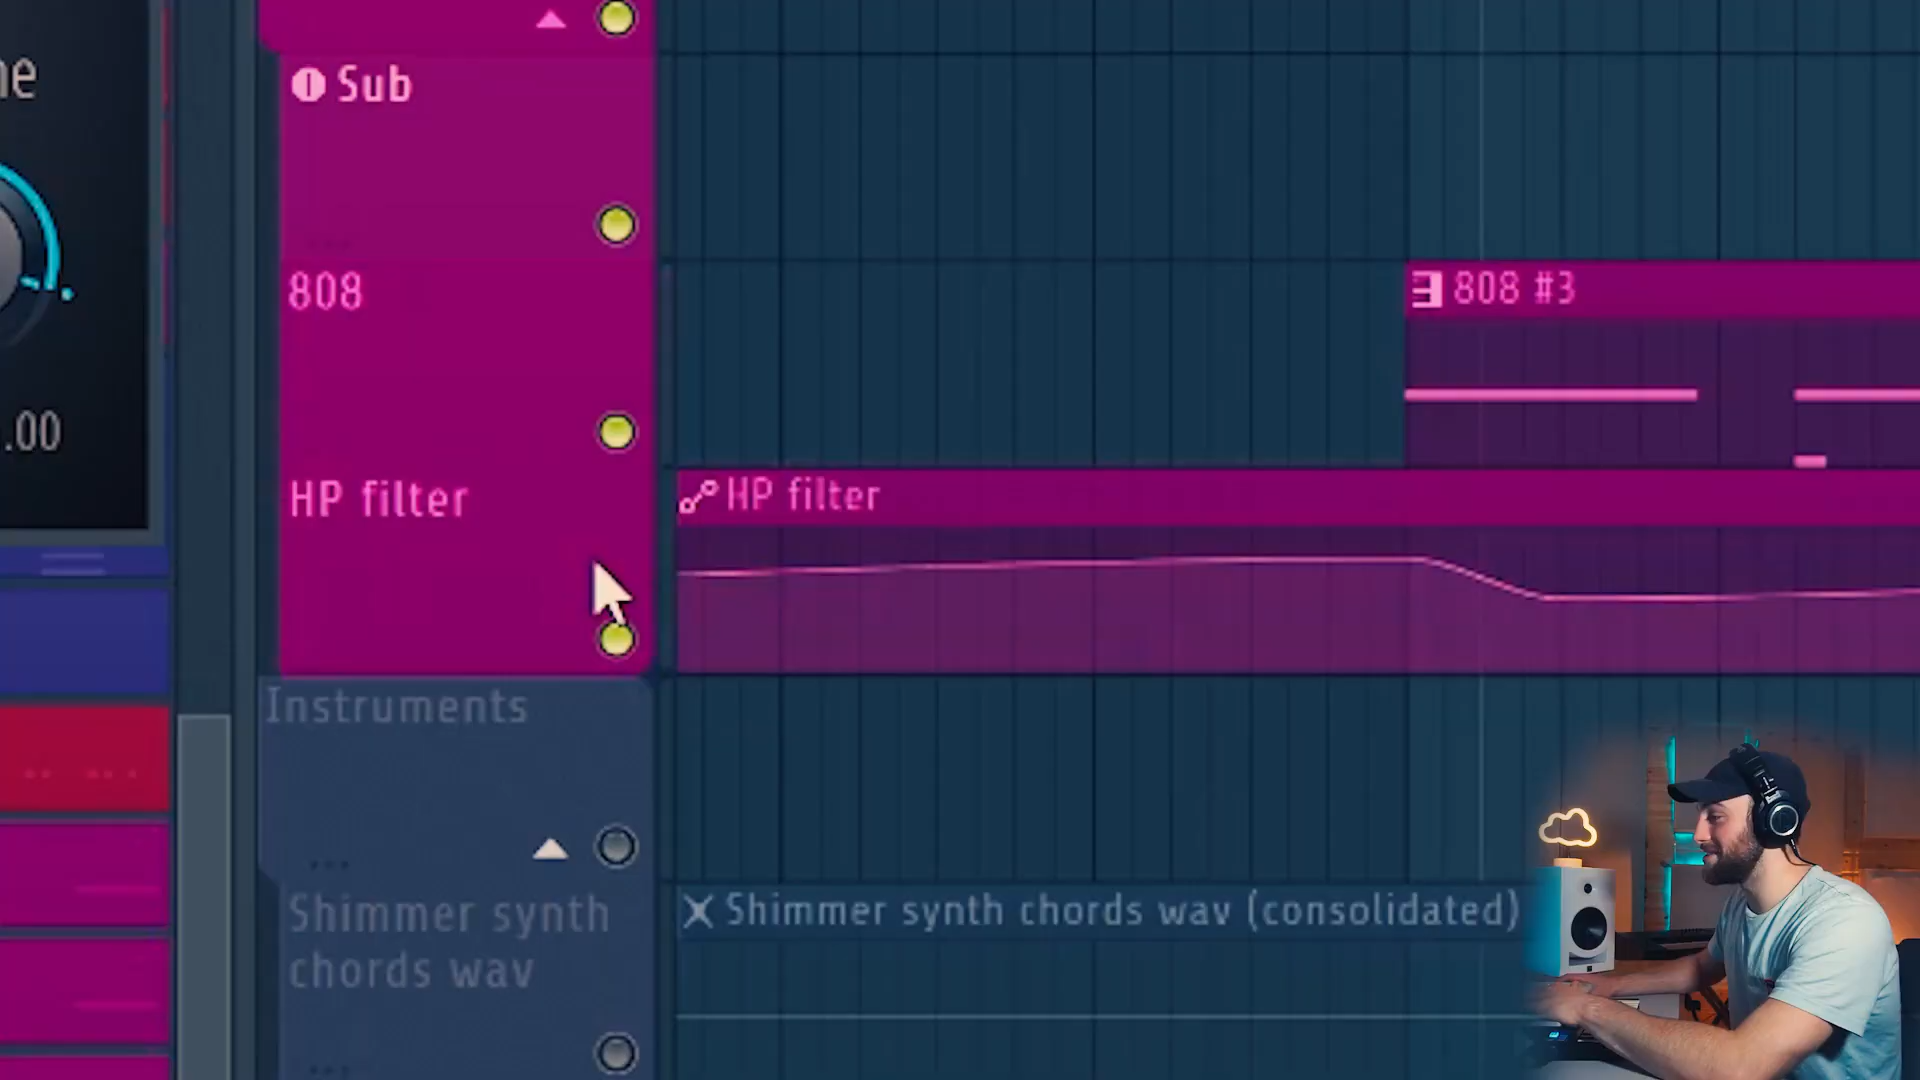 Sub
808
808 #3
.00
HP filter
HP filter
Instruments
Shimmer synth
chords wav
Shimmer synth chords wav (consolidated)